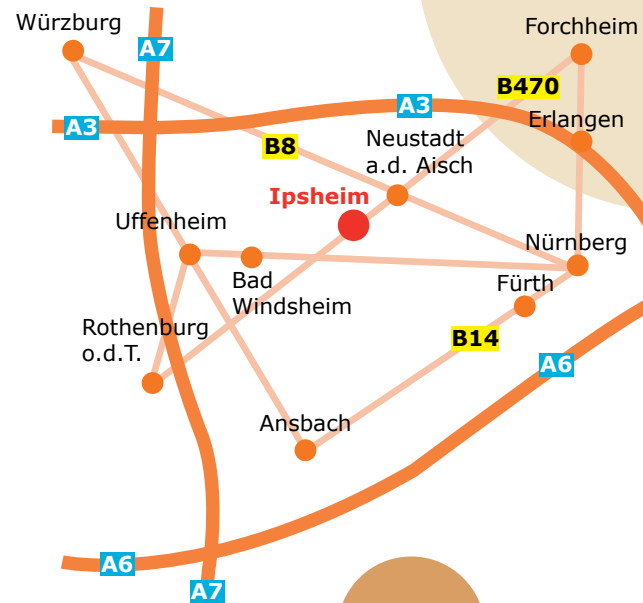 Würzburg
A7
Forchheim
B470
A3
A3
Erlangen
B8
Neustadt
a.d. Aisch
Ipsheim
Uffenheim
Nürnberg
Bad
Windsheim
Fürth
Rothenburg
o.d.T.
B14
A6
Ansbach
A6
A7